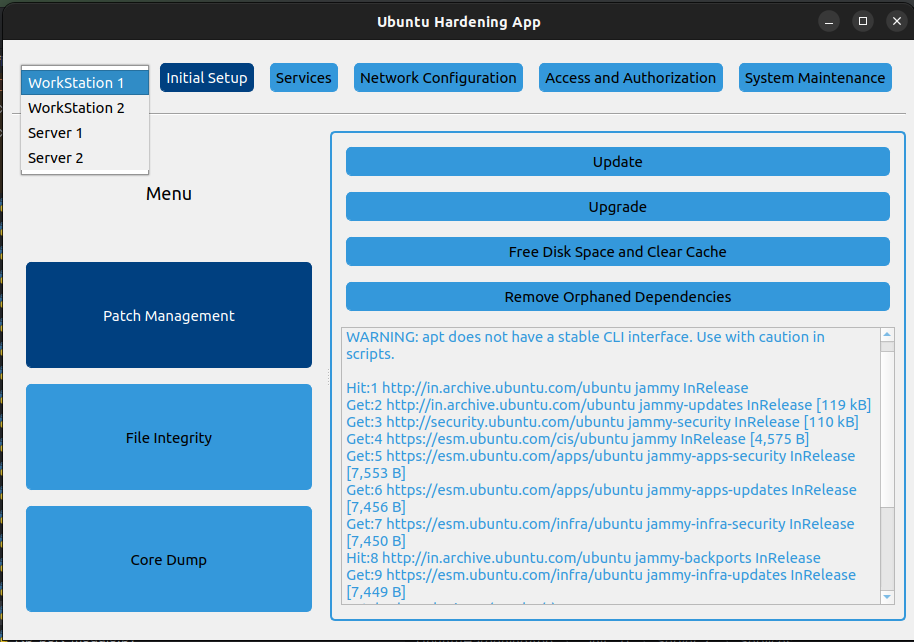 Ubuntu Hardening App
WorkStation 1
WorkStation 2
Server 1
Server 2
Initial Setup
Services
Network Configuration
Access and Authorization
System Maintenance
Menu
Patch Management
File Integrity
Core Dump
Update
Upgrade
Free Disk Space and Clear Cache
Remove Orphaned Dependencies
WARNING: apt does not have a stable CLI interface. Use with caution in
scripts.
Hit:1 http://in.archive.ubuntu.com/ubuntu jammy InRelease
Get:2 http://in.archive.ubuntu.com/ubuntu jammy-updates InRelease [119 kB]
Get:3 http://security.ubuntu.com/ubuntu jammy-security InRelease [110 kB]
Get:4 https://esm.ubuntu.com/cis/ubuntu jammy InRelease [4,575 B]
Get:5 https://esm.ubuntu.com/apps/ubuntu jammy-apps-security InRelease
[7,553 B]
Get:6 https://esm.ubuntu.com/apps/ubuntu jammy-apps-updates InRelease
[7,456 B]
Get:7 https://esm.ubuntu.com/infra/ubuntu jammy-infra-security InRelease
[7,450 B]
Hit:8 http://in.archive.ubuntu.com/ubuntu jammy-backports InRelease
Get:9 https://esm.ubuntu.com/infra/ubuntu jammy-infra-updates InRelease
[7,449 B]